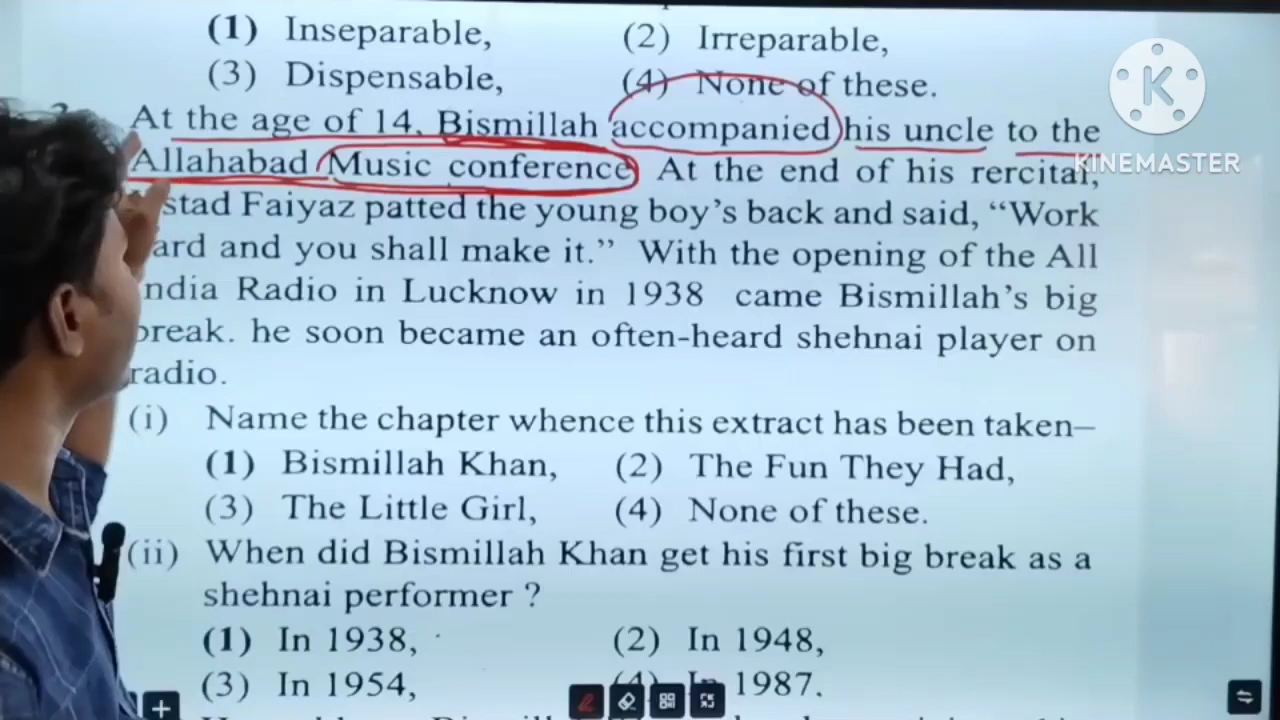 (1) Inseparable, (2) Irreparable,
(3) Dispensable, (4) None of these.
At the age of 14, Bismillah accompanied his uncle to the
Allahabad Music conference At the end of his rercital,
stad Faiyaz patted the young boy's back and said, "Work
ard and you shall make it." With the opening of the All
ndia Radio in Lucknow in 1938 came Bismillah's big
break. he soon became an often-heard shehnai player on
radio.
(i) Name the chapter whence this extract has been taken–
(1) Bismillah Khan, (2) The Fun They Had,
(3) The Little Girl, (4) None of these.
(ii) When did Bismillah Khan get his first big break as a
shehnai performer ?
(1) In 1938, (2) In 1948,
(3) In 1954, (4) In 1987.
K
KINEMASTER